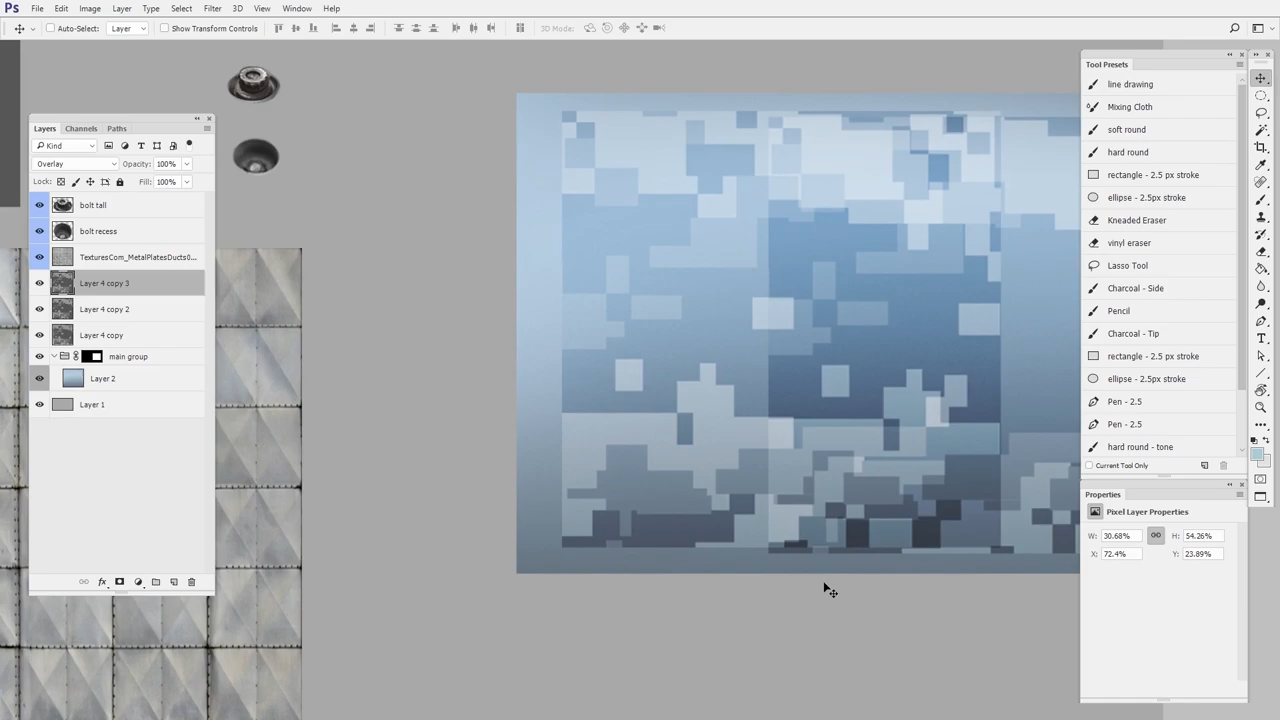 Ps File Edit Image Layer Type Select Filter 3D View Window Help
Auto-Select: Layer Show Transform Controls 3D Mode:
Layers Channels Paths
Kind
Overlay Opacity: 100%
Lock: Fill: 100%
bolt tall
bolt recess
TexturesCom_MetalPlatesDucts0...
Layer 4 copy 3
Layer 4 copy 2
Layer 4 copy
main group
Layer 2
Layer 1
fx
Tool Presets
line drawing
Mixing Cloth
soft round
hard round
rectangle - 2.5 px stroke
ellipse - 2.5px stroke
Kneaded Eraser
vinyl eraser
Lasso Tool
Charcoal - Side
Pencil
Charcoal - Tip
rectangle - 2.5 px stroke
ellipse - 2.5px stroke
Pen - 2.5
Pen - 2.5
hard round - tone
Current Tool Only
Properties
Pixel Layer Properties
W: 30.68% H: 54.26%
X: 72.4% Y: 23.89%